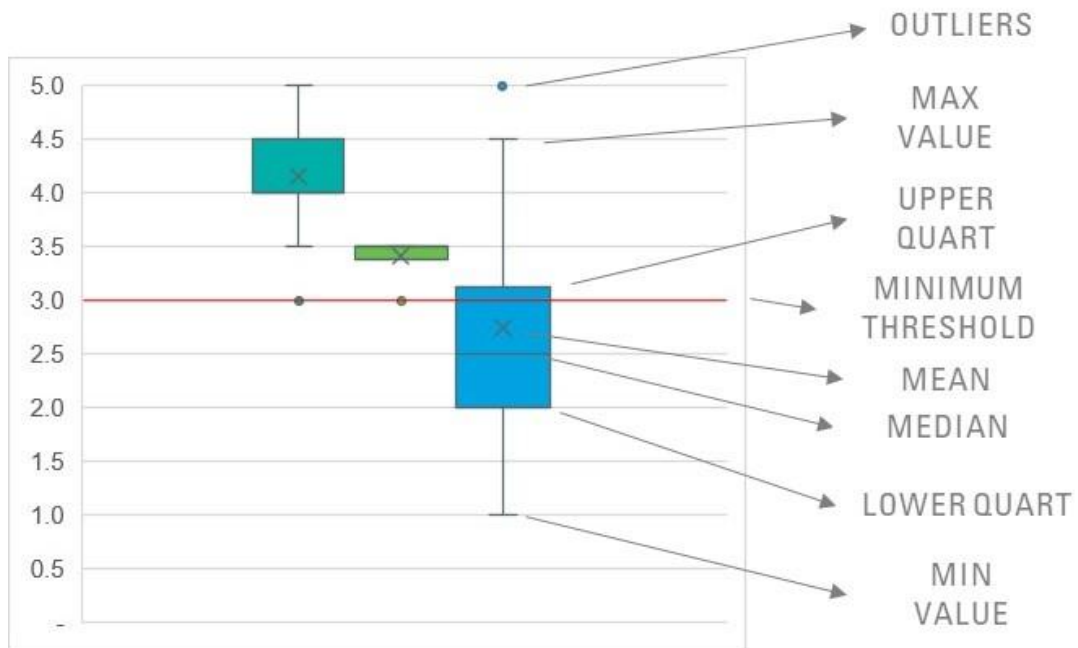 OUTLIERS
5.0
MAX
VALUE
4.5
4.0
UPPER
QUART
3.5
3.0
MINIMUM
THRESHOLD
2.5
MEAN
2.0
MEDIAN
1.5
LOWER QUART
1.0
0.5
MIN
VALUE
-